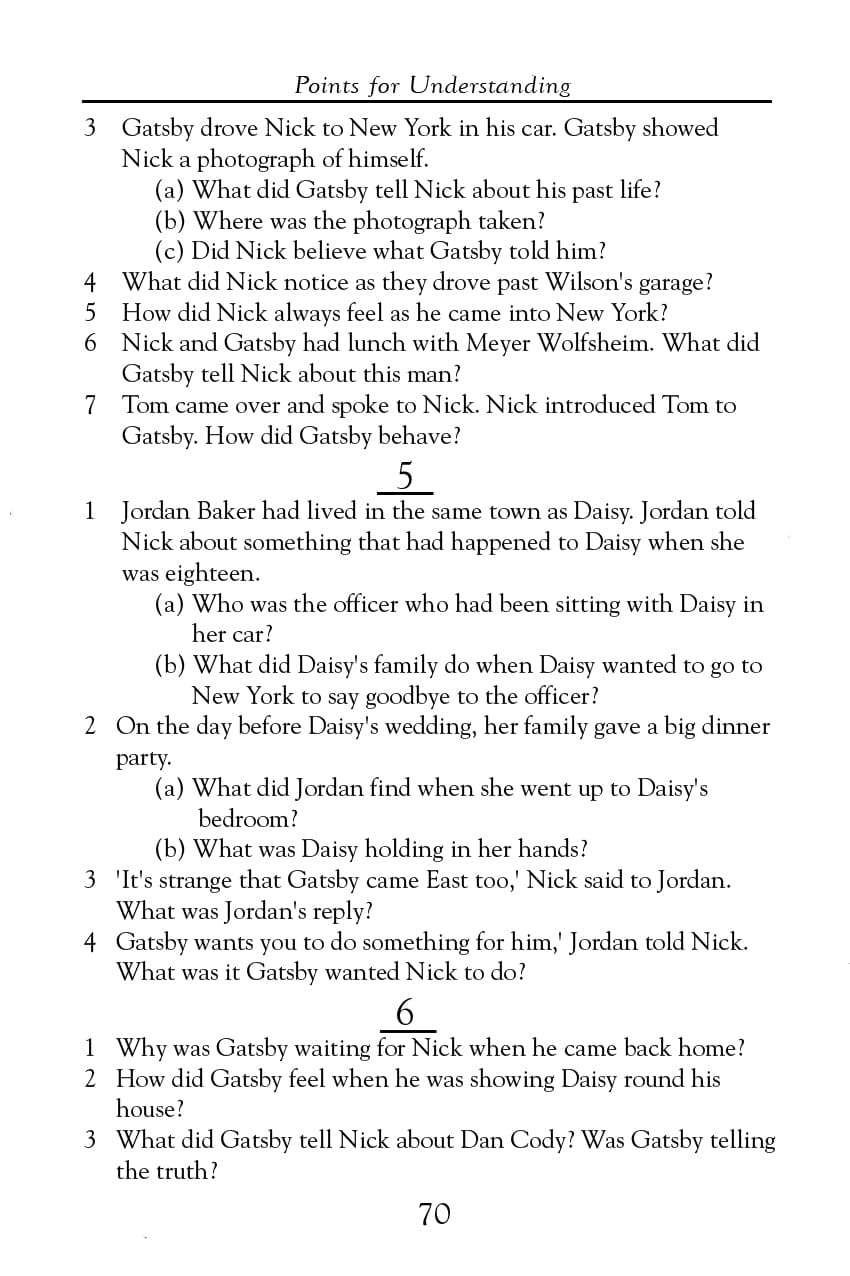 Points for Understanding
3 Gatsby drove Nick to New York in his car. Gatsby showed
Nick a photograph of himself.
(a) What did Gatsby tell Nick about his past life?
(b) Where was the photograph taken?
(c) Did Nick believe what Gatsby told him?
4 What did Nick notice as they drove past Wilson's garage?
5 How did Nick always feel as he came into New York?
6 Nick and Gatsby had lunch with Meyer Wolfsheim. What did
Gatsby tell Nick about this man?
7 Tom came over and spoke to Nick. Nick introduced Tom to
Gatsby. How did Gatsby behave?
5
1 Jordan Baker had lived in the same town as Daisy. Jordan told
Nick about something that had happened to Daisy when she
was eighteen.
(a) Who was the officer who had been sitting with Daisy in
her car?
(b) What did Daisy's family do when Daisy wanted to go to
New York to say goodbye to the officer?
2 On the day before Daisy's wedding, her family gave a big dinner
party.
(a) What did Jordan find when she went up to Daisy's
bedroom?
(b) What was Daisy holding in her hands?
3 'It's strange that Gatsby came East too,' Nick said to Jordan.
What was Jordan's reply?
4 Gatsby wants you to do something for him,' Jordan told Nick.
What was it Gatsby wanted Nick to do?
6
1 Why was Gatsby waiting for Nick when he came back home?
2 How did Gatsby feel when he was showing Daisy round his
house?
3 What did Gatsby tell Nick about Dan Cody? Was Gatsby telling
the truth?
70